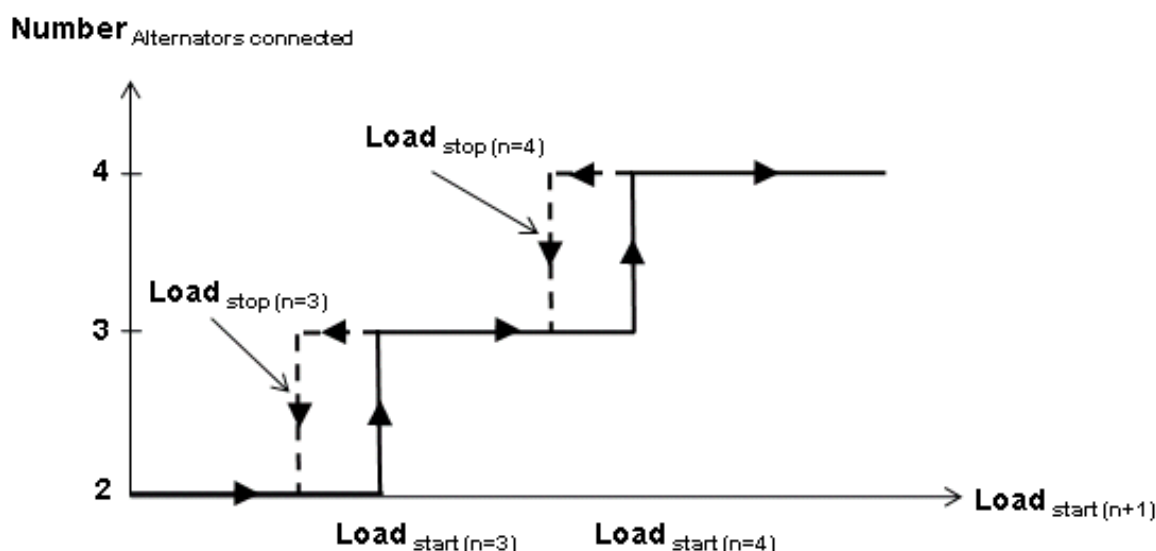 Number Alternators connected
Load stop (n=4)
4
Load stop (n=3)
3
2
Load start (n+1)
Load start (n=3) Load start (n=4)